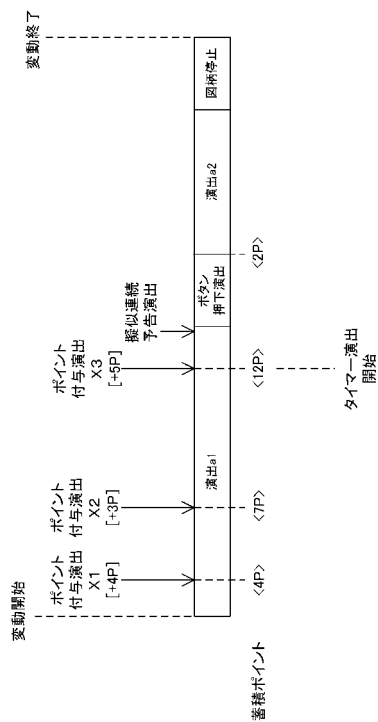 変動開始
変動終了
ポイント
付与演出
X1
[+4P]
ポイント
付与演出
X2
[+3P]
ポイント
付与演出
X3
[+5P]
擬似連続
予告演出
演出a1
ボタン
押下演出
演出a2
図柄停止
蓄積ポイント
<4P>
<7P>
<12P>
<2P>
タイマー演出
開始